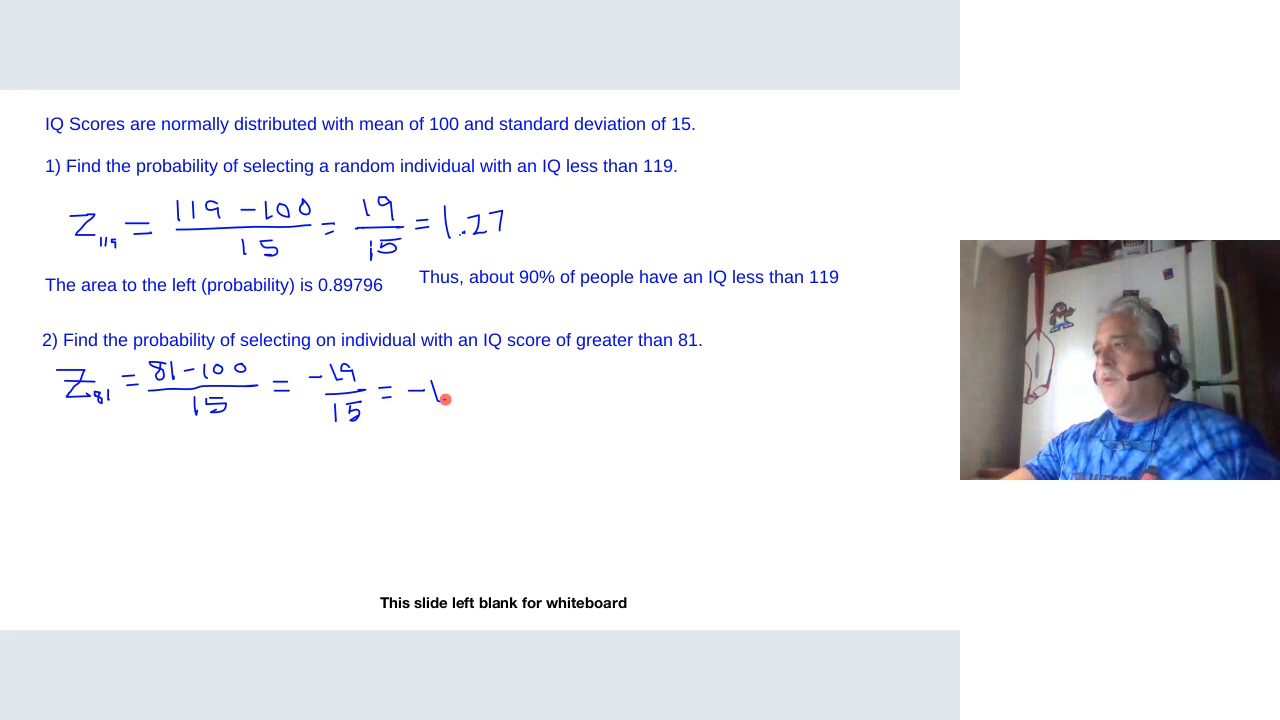 IQ Scores are normally distributed with mean of 100 and standard deviation of 15.
1) Find the probability of selecting a random individual with an IQ less than 119.
Z₁₁₉ = (119 - 100)/15 = 19/15 = 1.27
The area to the left (probability) is 0.89796
Thus, about 90% of people have an IQ less than 119
2) Find the probability of selecting on individual with an IQ score of greater than 81.
Z₈₁ = (81 - 100)/15 = -19/15 = -1
This slide left blank for whiteboard